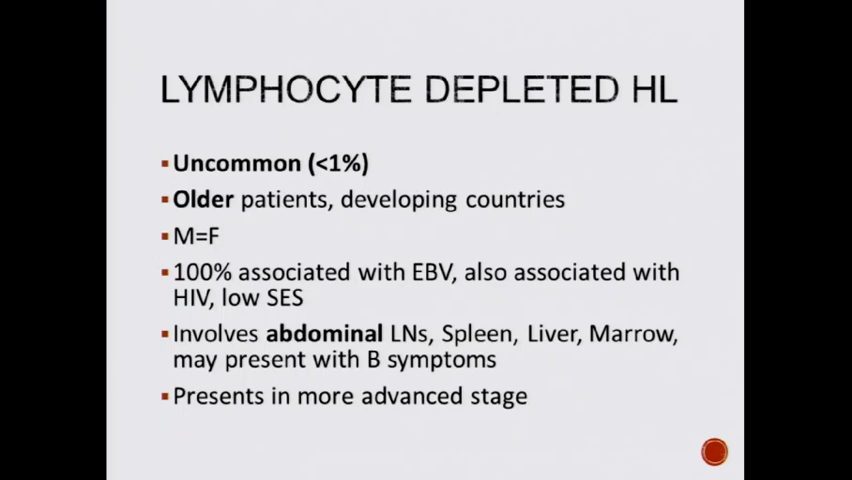 LYMPHOCYTE DEPLETED HL
▪Uncommon (<1%)
▪Older patients, developing countries
▪M=F
▪100% associated with EBV, also associated with
HIV, low SES
▪Involves abdominal LNs, Spleen, Liver, Marrow,
may present with B symptoms
▪Presents in more advanced stage